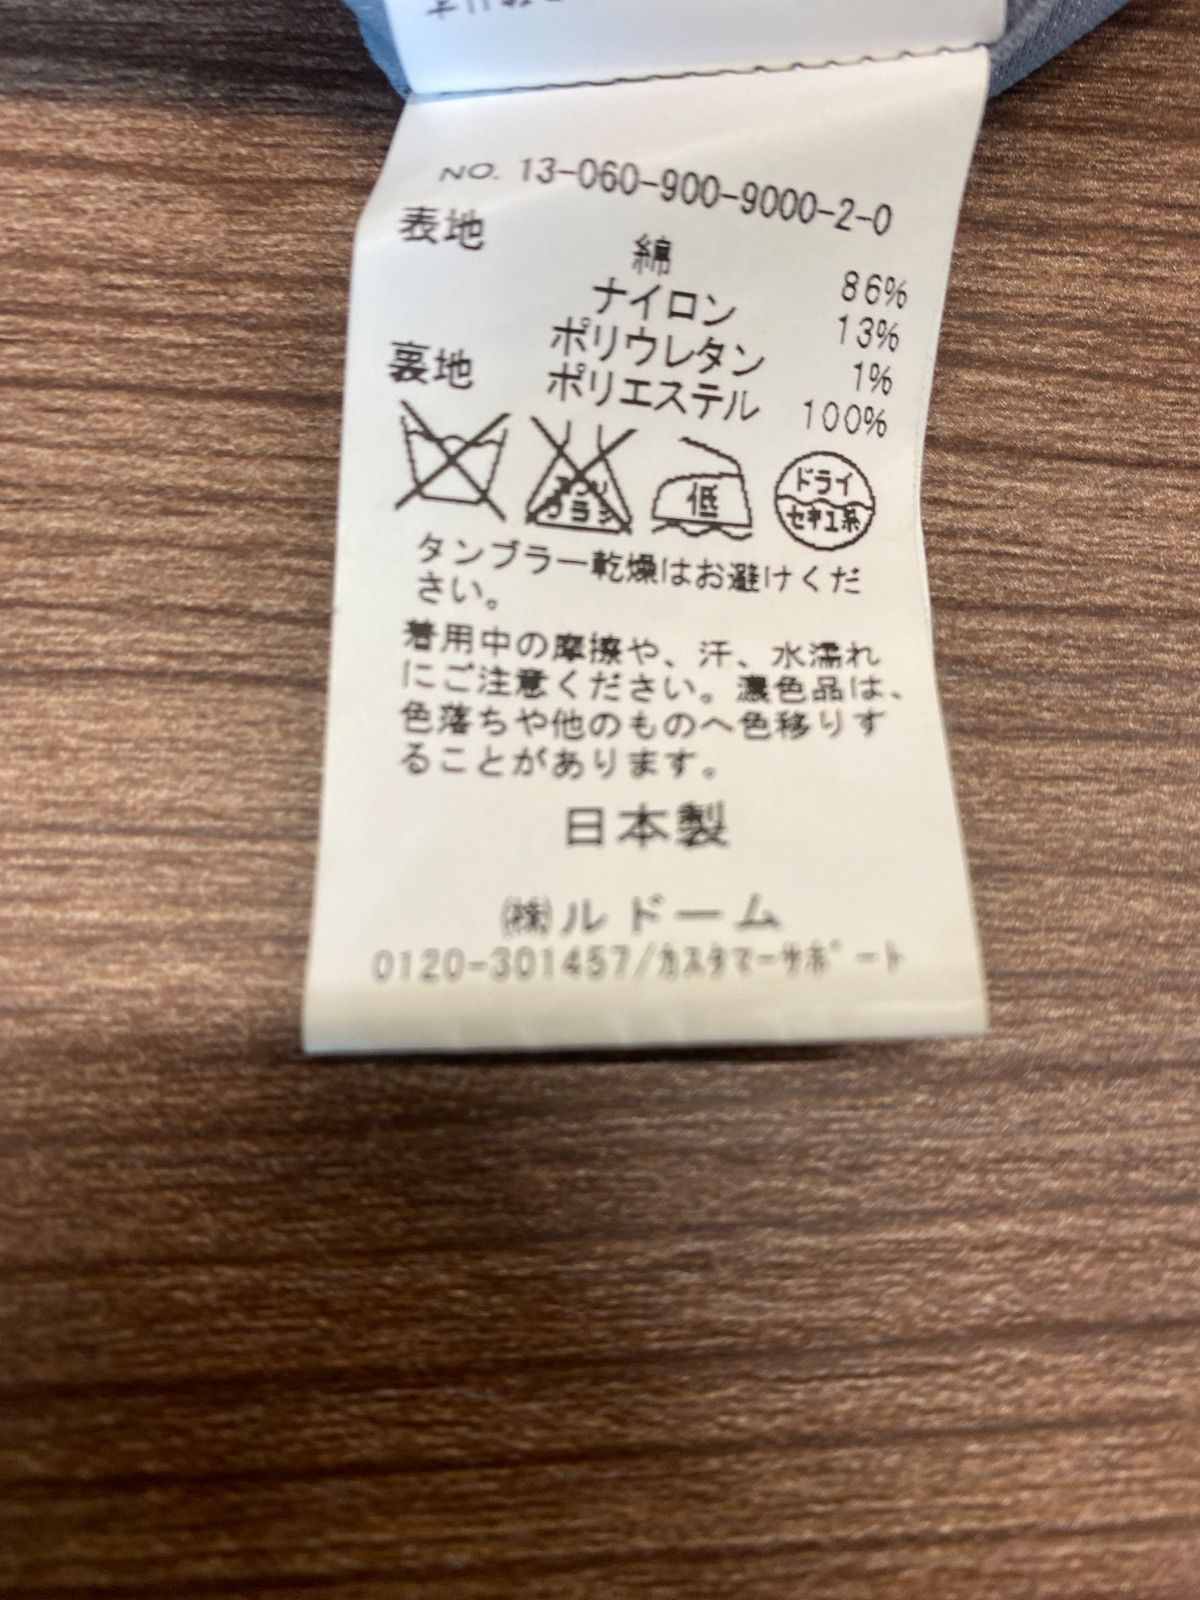 NO. 13-060-900-9000-2-0
表地 綿 86%
ナイロン 13%
ポリウレタン 1%
裏地 ポリエステル 100%
エンソ
サラシ
低
ドライ
セキユ系
タンブラー乾燥はお避けくだ
さい。
着用中の摩擦や、汗、水濡れ
にご注意ください。濃色品は、
色落ちや他のものへ色移りす
ることがあります。
日本製
㈱ルドーム
0120-301457/カスタマーサポート